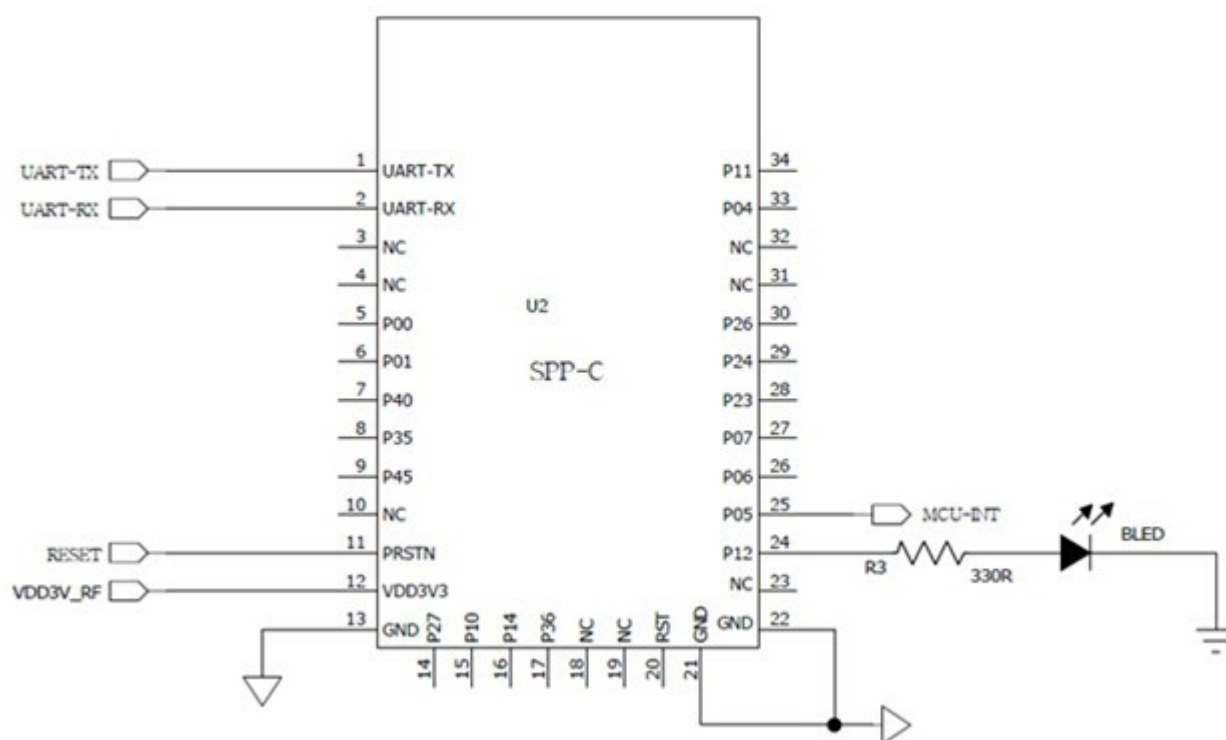 UART-TX 1 UART-TX P11 34
UART-RX 2 UART-RX P04 33
3 NC NC 32
4 NC NC 31
U2
5 P00 P26 30
6 P01 P24 29
SPP-C
7 P40 P23 28
8 P35 P07 27
9 P45 P06 26
10 NC P05 25 MCU-INT
RESET 11 PRSTN P12 24 R3 330R BLED
VDD3V_RF 12 VDD3V3 NC 23
13 GND P27 P10 P14 P36 NC NC RST GND GND 22
14 15 16 17 18 19 20 21